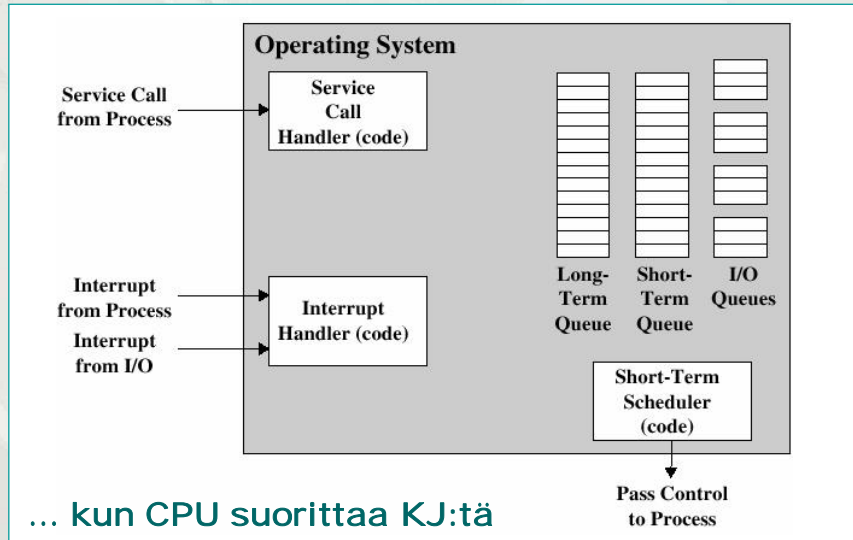 Operating System
Service Call
from Process
Service
Call
Handler (code)
Interrupt
from Process
Interrupt
from I/O
Interrupt
Handler (code)
Long-
Term
Queue
Short-
Term
Queue
I/O
Queues
Short-Term
Scheduler
(code)
Pass Control
to Process
... kun CPU suorittaa KJ:tä